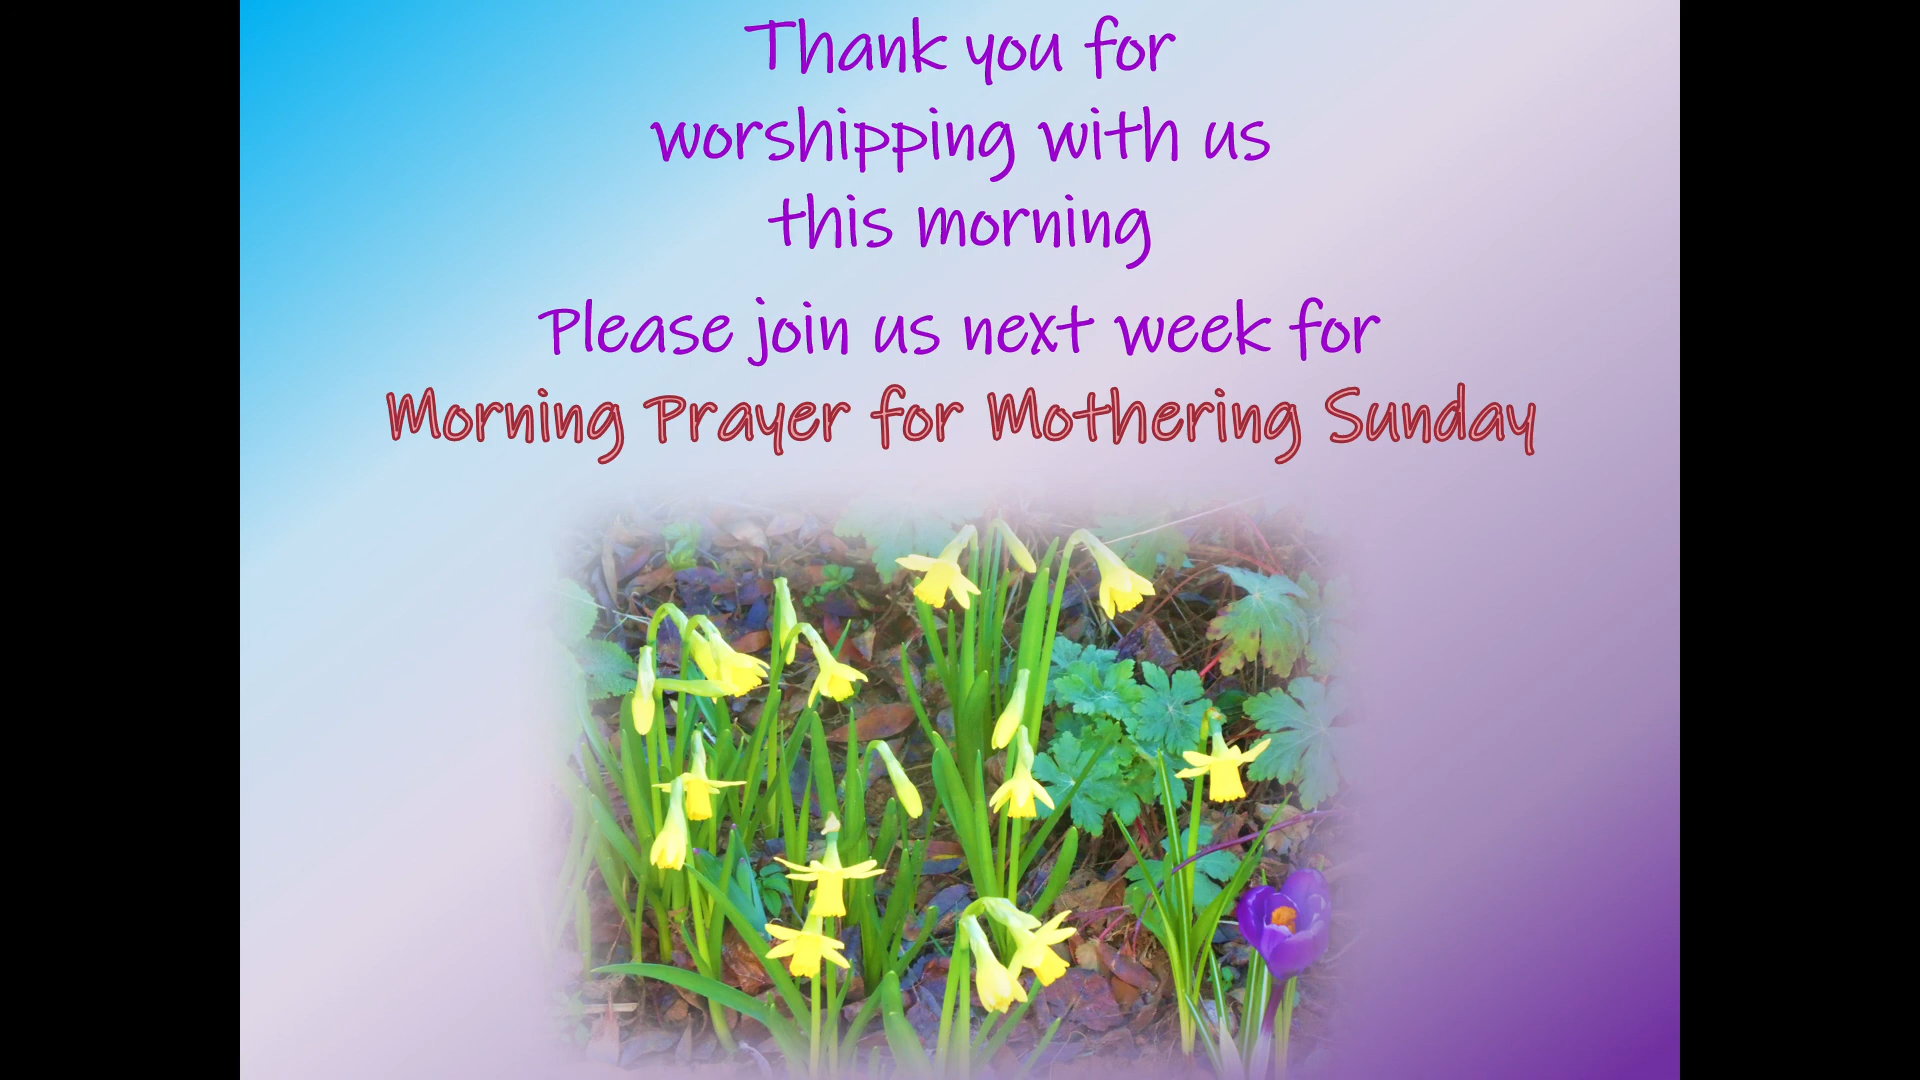 Thank you for
worshipping with us
this morning
Please join us next week for
Morning Prayer for Mothering Sunday